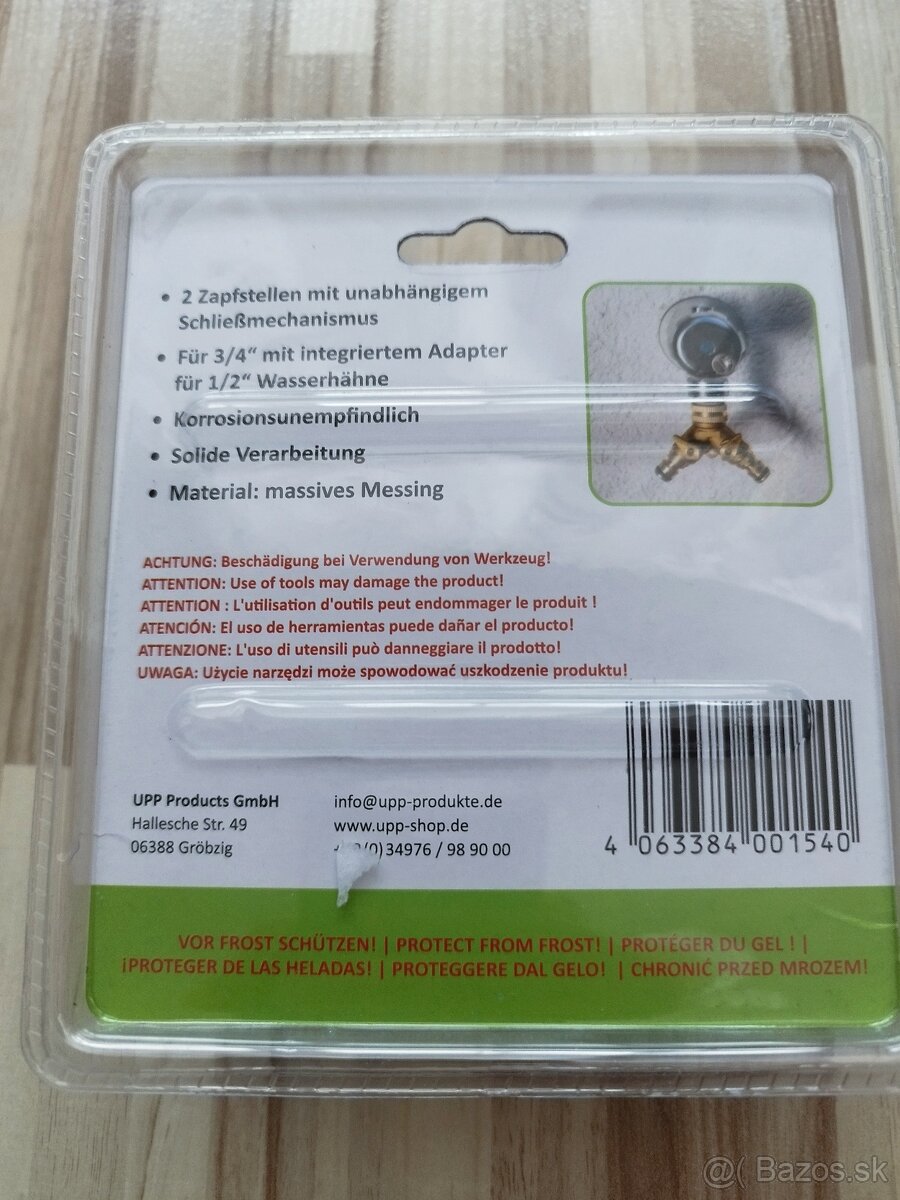 • 2 Zapfstellen mit unabhängigem
Schließmechanismus
• Für 3/4“ mit integriertem Adapter
für 1/2“ Wasserhähne
• Korrosionsunempfindlich
• Solide Verarbeitung
• Material: massives Messing
ACHTUNG: Beschädigung bei Verwendung von Werkzeug!
ATTENTION: Use of tools may damage the product!
ATTENTION : L'utilisation d'outils peut endommager le produit !
ATENCIÓN: El uso de herramientas puede dañar el producto!
ATTENZIONE: L'uso di utensili può danneggiare il prodotto!
UWAGA: Użycie narzędzi może spowodować uszkodzenie produktu!
UPP Products GmbH
Hallesche Str. 49
06388 Gröbzig
info@upp-produkte.de
www.upp-shop.de
(0)34976 / 98 90 00
4 063384 001540
VOR FROST SCHÜTZEN! | PROTECT FROM FROST! | PROTÉGER DU GEL ! |
¡PROTEGER DE LAS HELADAS! | PROTEGGERE DAL GELO! | CHRONIĆ PRZED MROZEM!
@( Bazos.sk